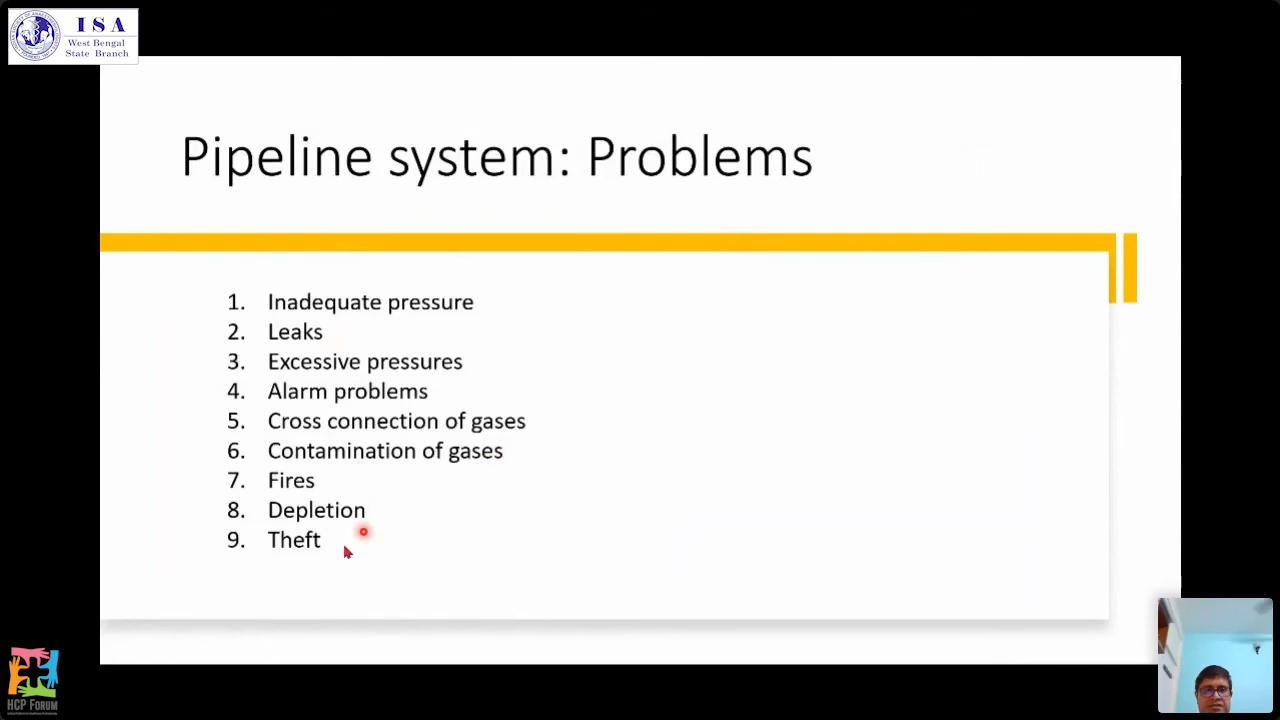 ISA
West Bengal
State Branch
Pipeline system: Problems
1. Inadequate pressure
2. Leaks
3. Excessive pressures
4. Alarm problems
5. Cross connection of gases
6. Contamination of gases
7. Fires
8. Depletion
9. Theft
HCP FORUM